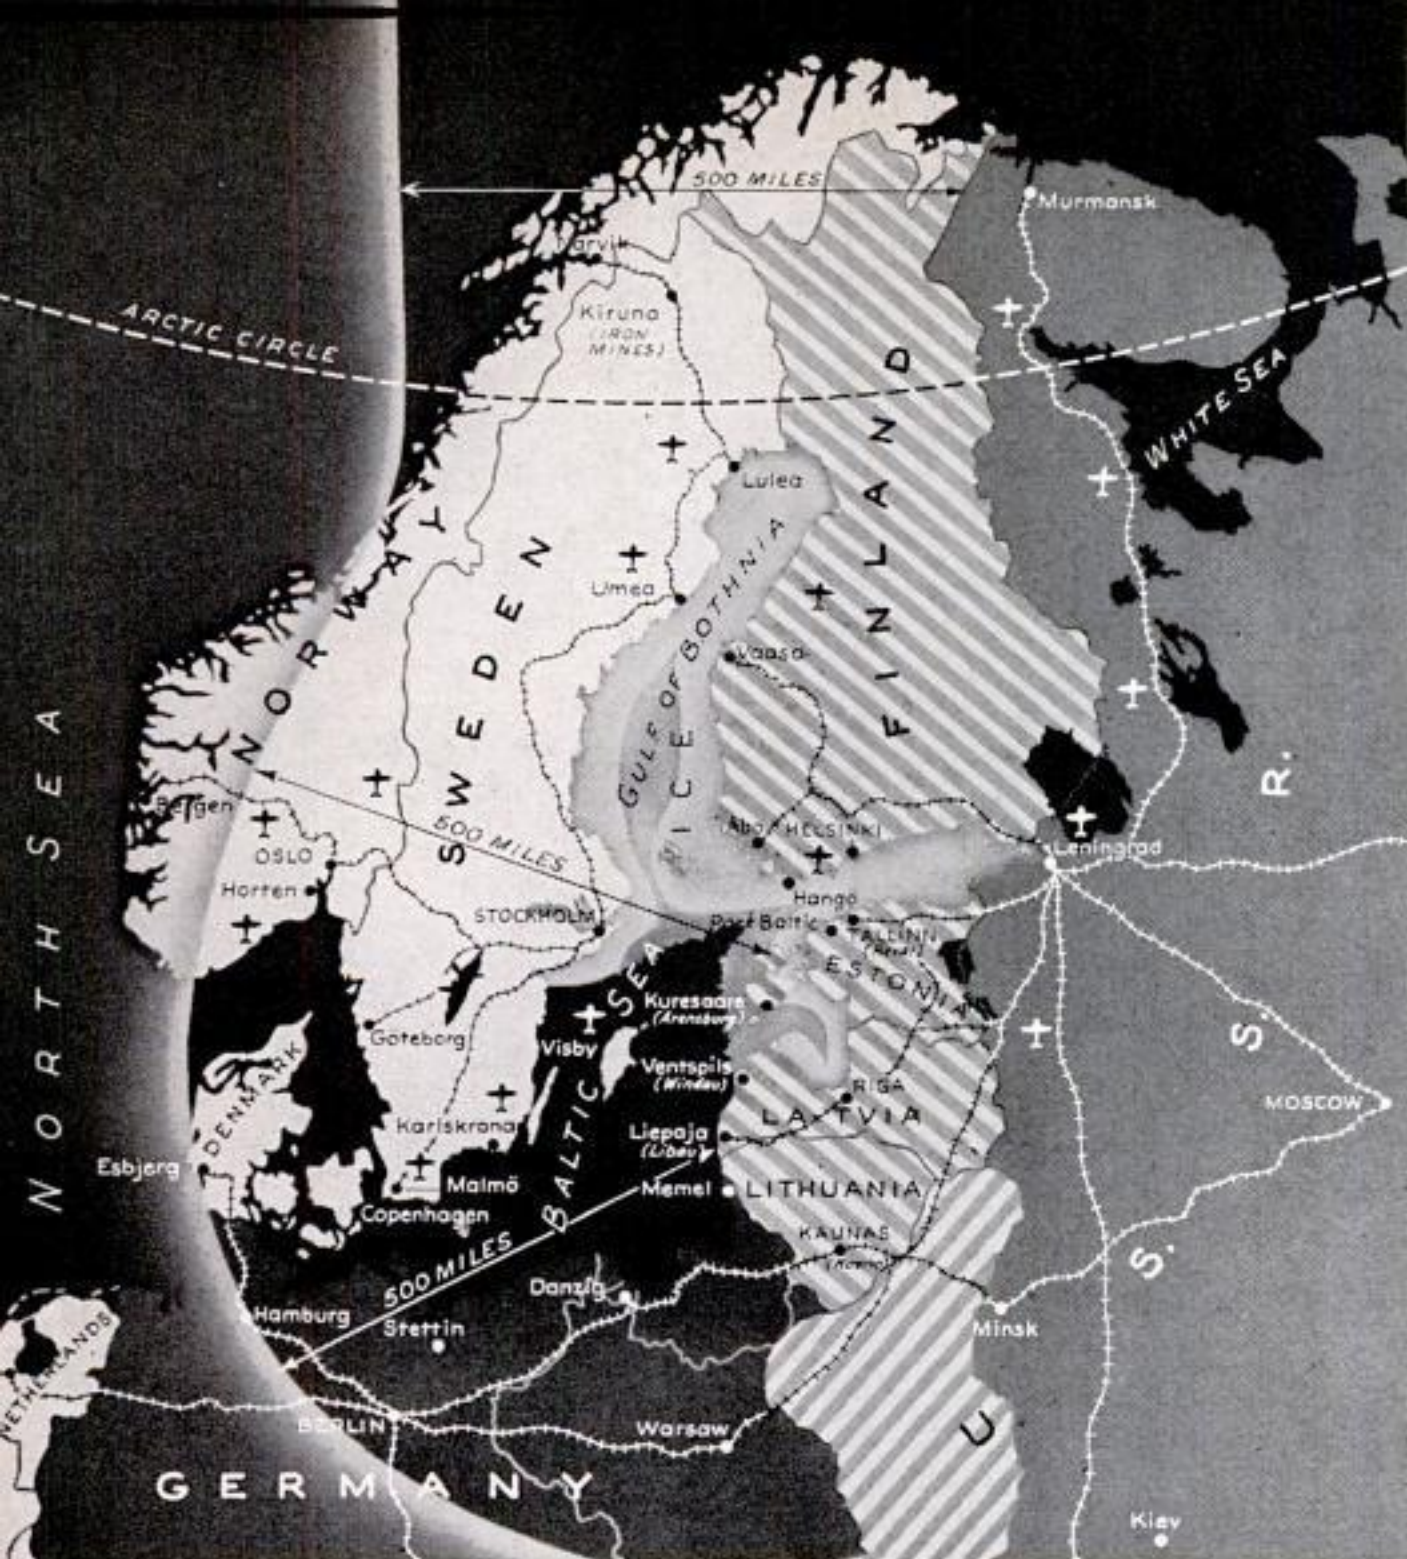 500 MILES
Murmansk
Narvik
ARCTIC CIRCLE
Kiruna
(IRON
MINES)
WHITE SEA
Lulea
NORWAY
SWEDEN
FINLAND
Umea
GULF OF BOTHNIA
Vaasa
ICE
NORTH SEA
Bergen
500 MILES
OSLO
Horten
STOCKHOLM
Abo
HELSINKI
Leningrad
Hango
Port Baltic
TALLINN
(Reval)
ESTONIA
BALTIC SEA
Kuresaare
(Arensburg)
Göteborg
Visby
DENMARK
Ventspils
(Windau)
RIGA
LATVIA
Karlskrona
Liepaja
(Libau)
MOSCOW
Esbjerg
Malmö
Memel
LITHUANIA
Copenhagen
KAUNAS
500 MILES
Danzig
Hamburg
Stettin
Minsk
NETHERLANDS
BERLIN
Warsaw
GERMANY
U. S. S. R.
Kiev